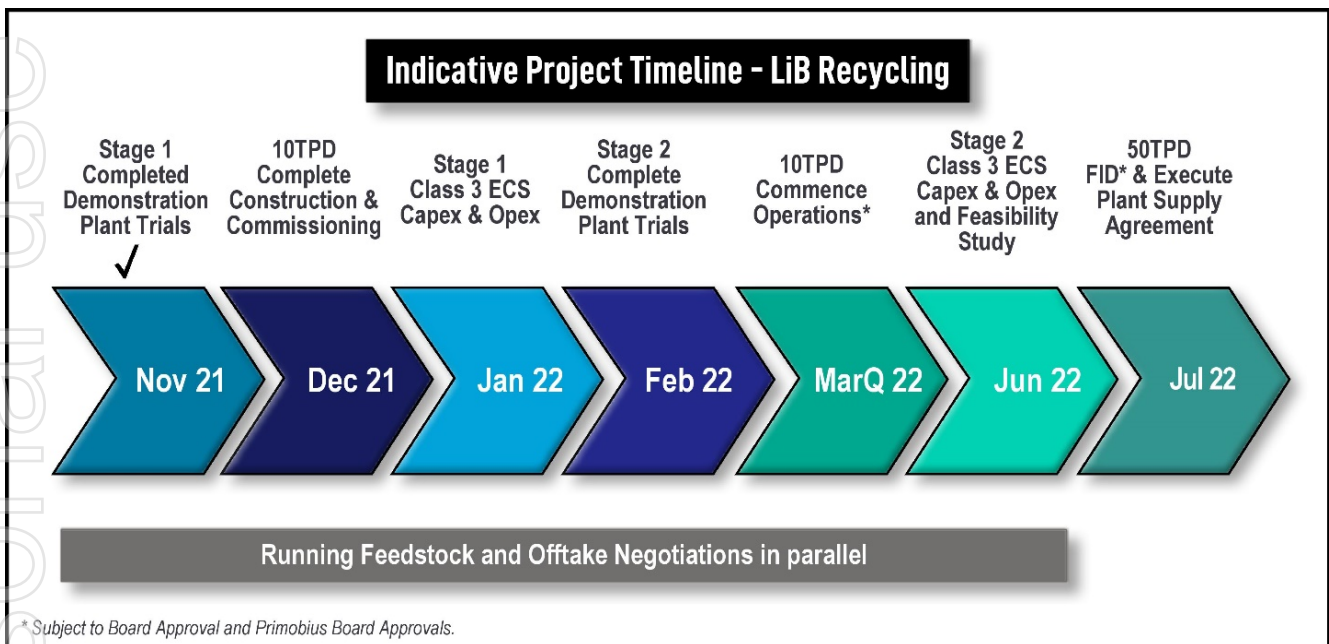 Indicative Project Timeline - LiB Recycling
Stage 1
Completed
Demonstration
Plant Trials
✓
10TPD
Complete
Construction &
Commissioning
Stage 1
Class 3 ECS
Capex & Opex
Stage 2
Complete
Demonstration
Plant Trials
10TPD
Commence
Operations*
Stage 2
Class 3 ECS
Capex & Opex
and Feasibility
Study
50TPD
FID* & Execute
Plant Supply
Agreement
Nov 21
Dec 21
Jan 22
Feb 22
MarQ 22
Jun 22
Jul 22
Running Feedstock and Offtake Negotiations in parallel
* Subject to Board Approval and Primobius Board Approvals.